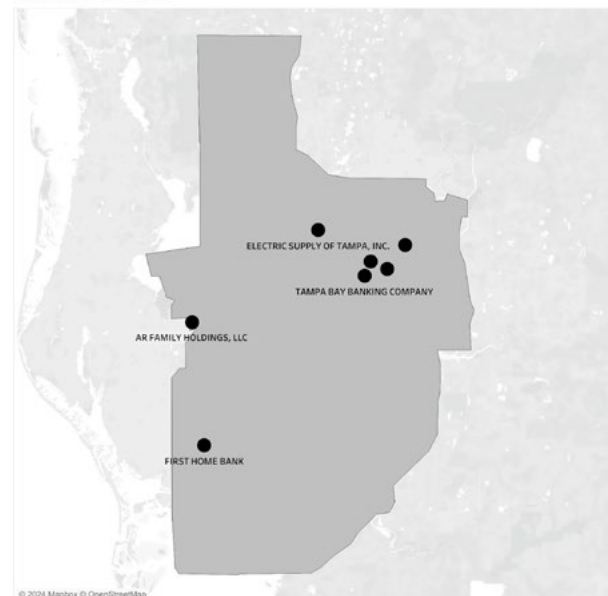 ELECTRIC SUPPLY OF TAMPA, INC.
TAMPA BAY BANKING COMPANY
AR FAMILY HOLDINGS, LLC
FIRST HOME BANK
© 2024 Mapbox © OpenStreetMap